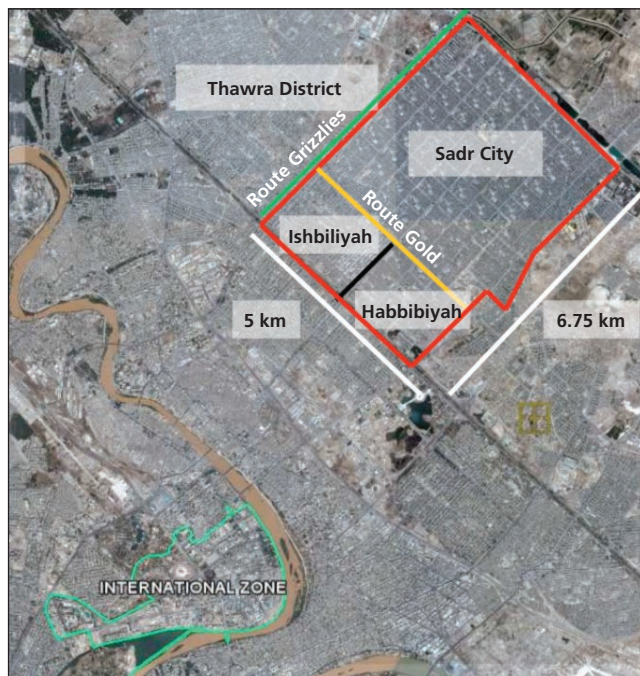 Thawra District
Sadr City
Route Grizzlies
Route Gold
Ishbiliyah
Habbibiyah
5 km
6.75 km
INTERNATIONAL ZONE